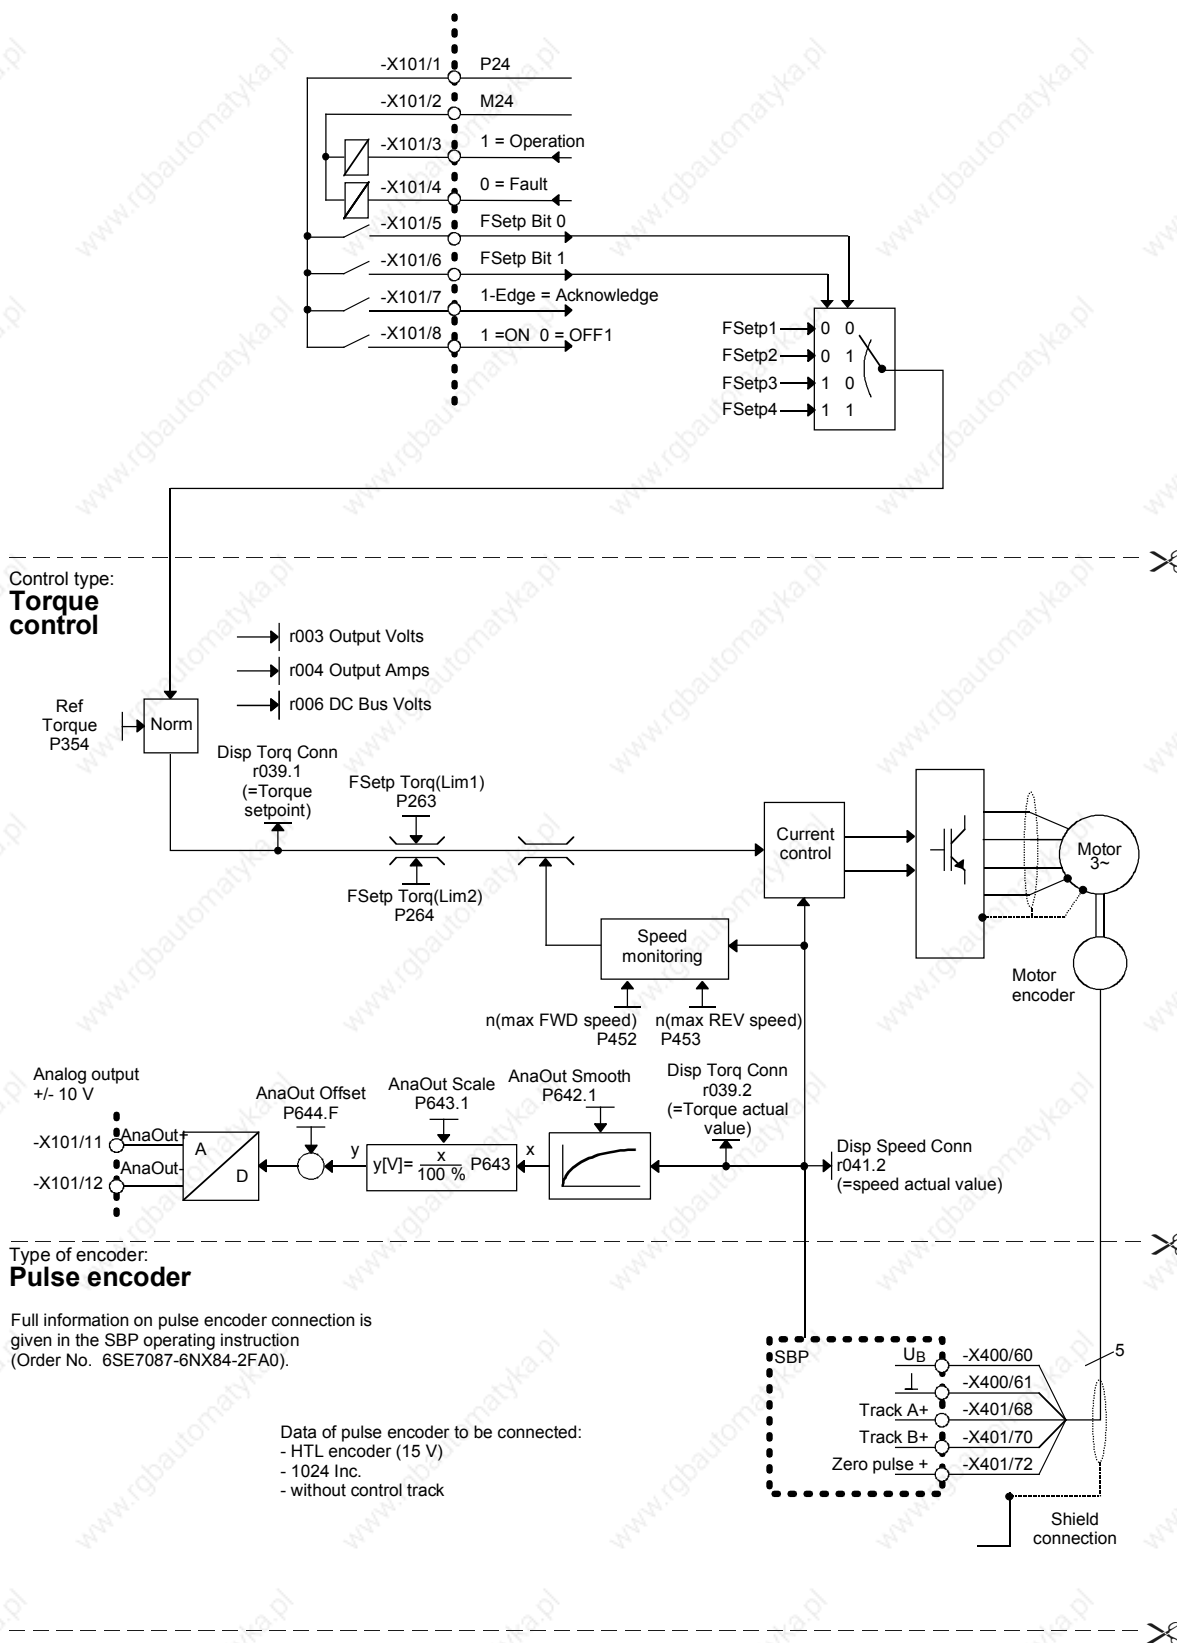 -X101/1 P24
-X101/2 M24
-X101/3 1 = Operation
-X101/4 0 = Fault
-X101/5 FSetp Bit 0
-X101/6 FSetp Bit 1
-X101/7 1-Edge = Acknowledge
-X101/8 1 =ON 0 = OFF1
FSetp1 0 0
FSetp2 0 1
FSetp3 1 0
FSetp4 1 1
Control type:
Torque
control
r003 Output Volts
r004 Output Amps
r006 DC Bus Volts
Ref
Torque
P354
Norm
Disp Torq Conn
r039.1
(=Torque
setpoint)
FSetp Torq(Lim1)
P263
FSetp Torq(Lim2)
P264
Current
control
Motor
3~
Speed
monitoring
Motor
encoder
n(max FWD speed)
P452
n(max REV speed)
P453
Analog output
+/- 10 V
AnaOut Offset
P644.F
AnaOut Scale
P643.1
AnaOut Smooth
P642.1
Disp Torq Conn
r039.2
(=Torque actual
value)
-X101/11 AnaOut+
-X101/12 AnaOut-
A
D
y
y[V]= x P643
100 %
x
Disp Speed Conn
r041.2
(=speed actual value)
Type of encoder:
Pulse encoder
Full information on pulse encoder connection is
given in the SBP operating instruction
(Order No. 6SE7087-6NX84-2FA0).
Data of pulse encoder to be connected:
- HTL encoder (15 V)
- 1024 Inc.
- without control track
SBP
UB -X400/60
⊥ -X400/61
Track A+ -X401/68
Track B+ -X401/70
Zero pulse + -X401/72
5
Shield
connection
www.rgbautomatyka.pl